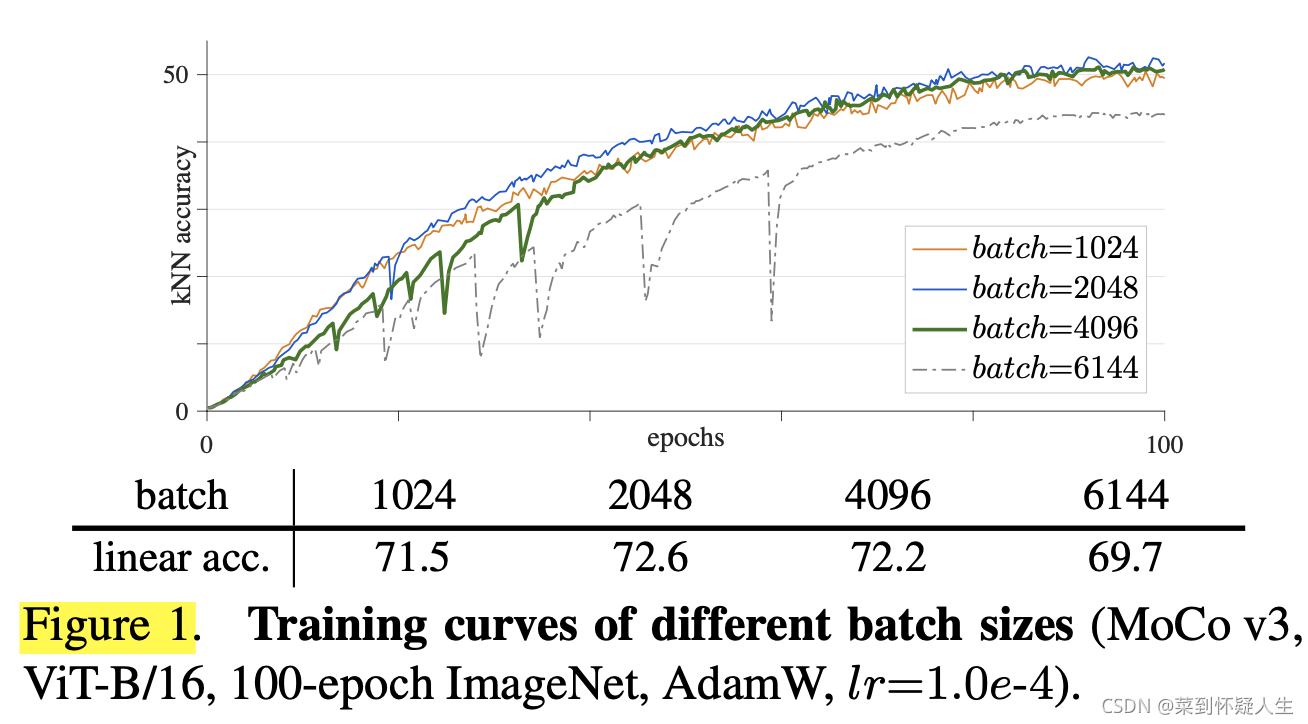 50
kNN accuracy
0
batch=1024
batch=2048
batch=4096
batch=6144
0
epochs
100
batch 1024 2048 4096 6144
linear acc. 71.5 72.6 72.2 69.7
Figure 1. Training curves of different batch sizes (MoCo v3,
ViT-B/16, 100-epoch ImageNet, AdamW, lr=1.0e-4).
CSDN @菜到怀疑人生